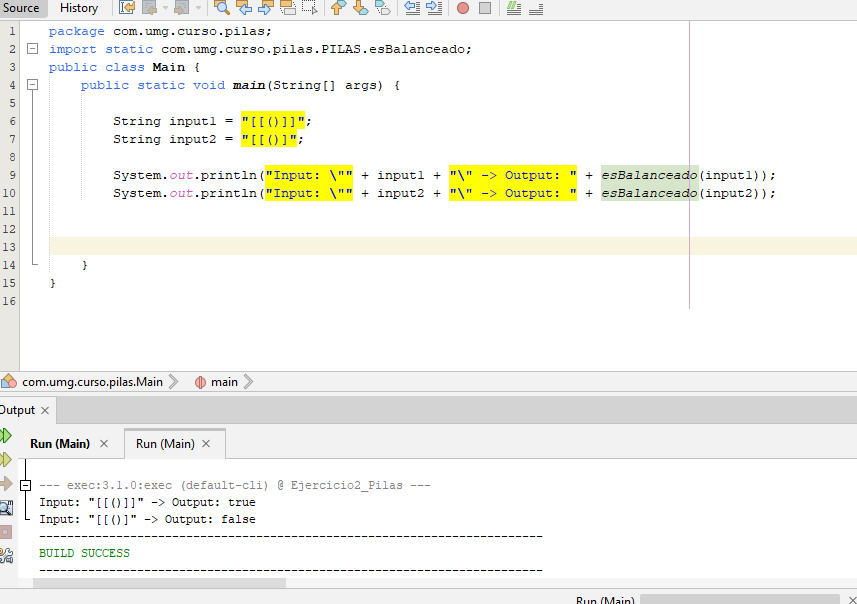 Source History
1 package com.umg.curso.pilas;
2 import static com.umg.curso.pilas.PILAS.esBalanceado;
3 public class Main {
4 public static void main(String[] args) {
5
6 String input1 = "[[()]]";
7 String input2 = "[[()]";
8
9 System.out.println("Input: \"" + input1 + "\" -> Output: " + esBalanceado(input1));
10 System.out.println("Input: \"" + input2 + "\" -> Output: " + esBalanceado(input2));
11
12
13
14 }
15 }
16
com.umg.curso.pilas.Main main
Output
Run (Main) Run (Main)
--- exec:3.1.0:exec (default-cli) @ Ejercicio2_Pilas ---
Input: "[[()]]" -> Output: true
Input: "[[()]" -> Output: false
------------------------------------------------------------------------
BUILD SUCCESS
------------------------------------------------------------------------
Run (Main)